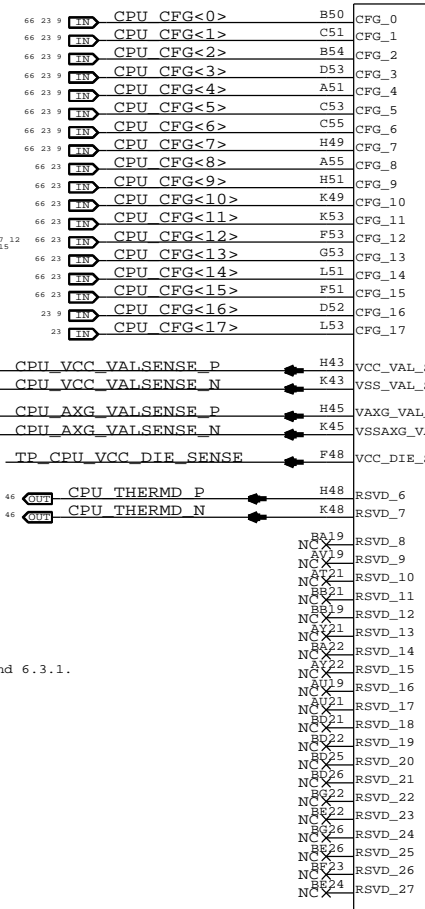 66 23 9 IN CPU_CFG<0> B50 CFG_0
66 23 9 IN CPU_CFG<1> C51 CFG_1
66 23 9 IN CPU_CFG<2> B54 CFG_2
66 23 9 IN CPU_CFG<3> D53 CFG_3
66 23 9 IN CPU_CFG<4> A51 CFG_4
66 23 9 IN CPU_CFG<5> C53 CFG_5
66 23 9 IN CPU_CFG<6> C55 CFG_6
66 23 9 IN CPU_CFG<7> H49 CFG_7
66 23 IN CPU_CFG<8> A55 CFG_8
66 23 IN CPU_CFG<9> H51 CFG_9
66 23 IN CPU_CFG<10> K49 CFG_10
66 23 IN CPU_CFG<11> K53 CFG_11
7 12 66 23 IN CPU_CFG<12> F53 CFG_12
15
66 23 IN CPU_CFG<13> G53 CFG_13
66 23 IN CPU_CFG<14> L51 CFG_14
66 23 IN CPU_CFG<15> F51 CFG_15
23 9 IN CPU_CFG<16> D52 CFG_16
23 IN CPU_CFG<17> L53 CFG_17
CPU_VCC_VALSENSE_P H43 VCC_VAL_S
CPU_VCC_VALSENSE_N K43 VSS_VAL_S
CPU_AXG_VALSENSE_P H45 VAXG_VAL_
CPU_AXG_VALSENSE_N K45 VSSAXG_VA
TP_CPU_VCC_DIE_SENSE F48 VCC_DIE_S
46 OUT CPU_THERMD_P H48 RSVD_6
46 OUT CPU_THERMD_N K48 RSVD_7
NC BA19 RSVD_8
NC AV19 RSVD_9
NC AT21 RSVD_10
NC BB21 RSVD_11
NC BB19 RSVD_12
NC AY21 RSVD_13
NC BA22 RSVD_14
NC AY22 RSVD_15
nd 6.3.1.
NC AU19 RSVD_16
NC AU21 RSVD_17
NC BD21 RSVD_18
NC BD22 RSVD_19
NC BD25 RSVD_20
NC BD26 RSVD_21
NC BG22 RSVD_22
NC BE22 RSVD_23
NC BG26 RSVD_24
NC BE26 RSVD_25
NC BF23 RSVD_26
NC BE24 RSVD_27